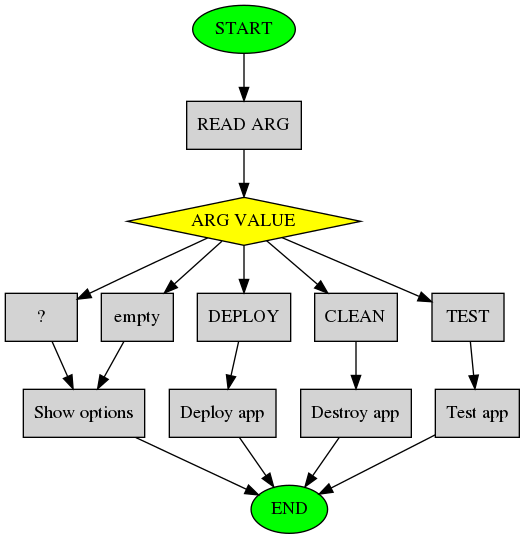 START
READ ARG
ARG VALUE
?
empty
DEPLOY
CLEAN
TEST
Show options
Deploy app
Destroy app
Test app
END